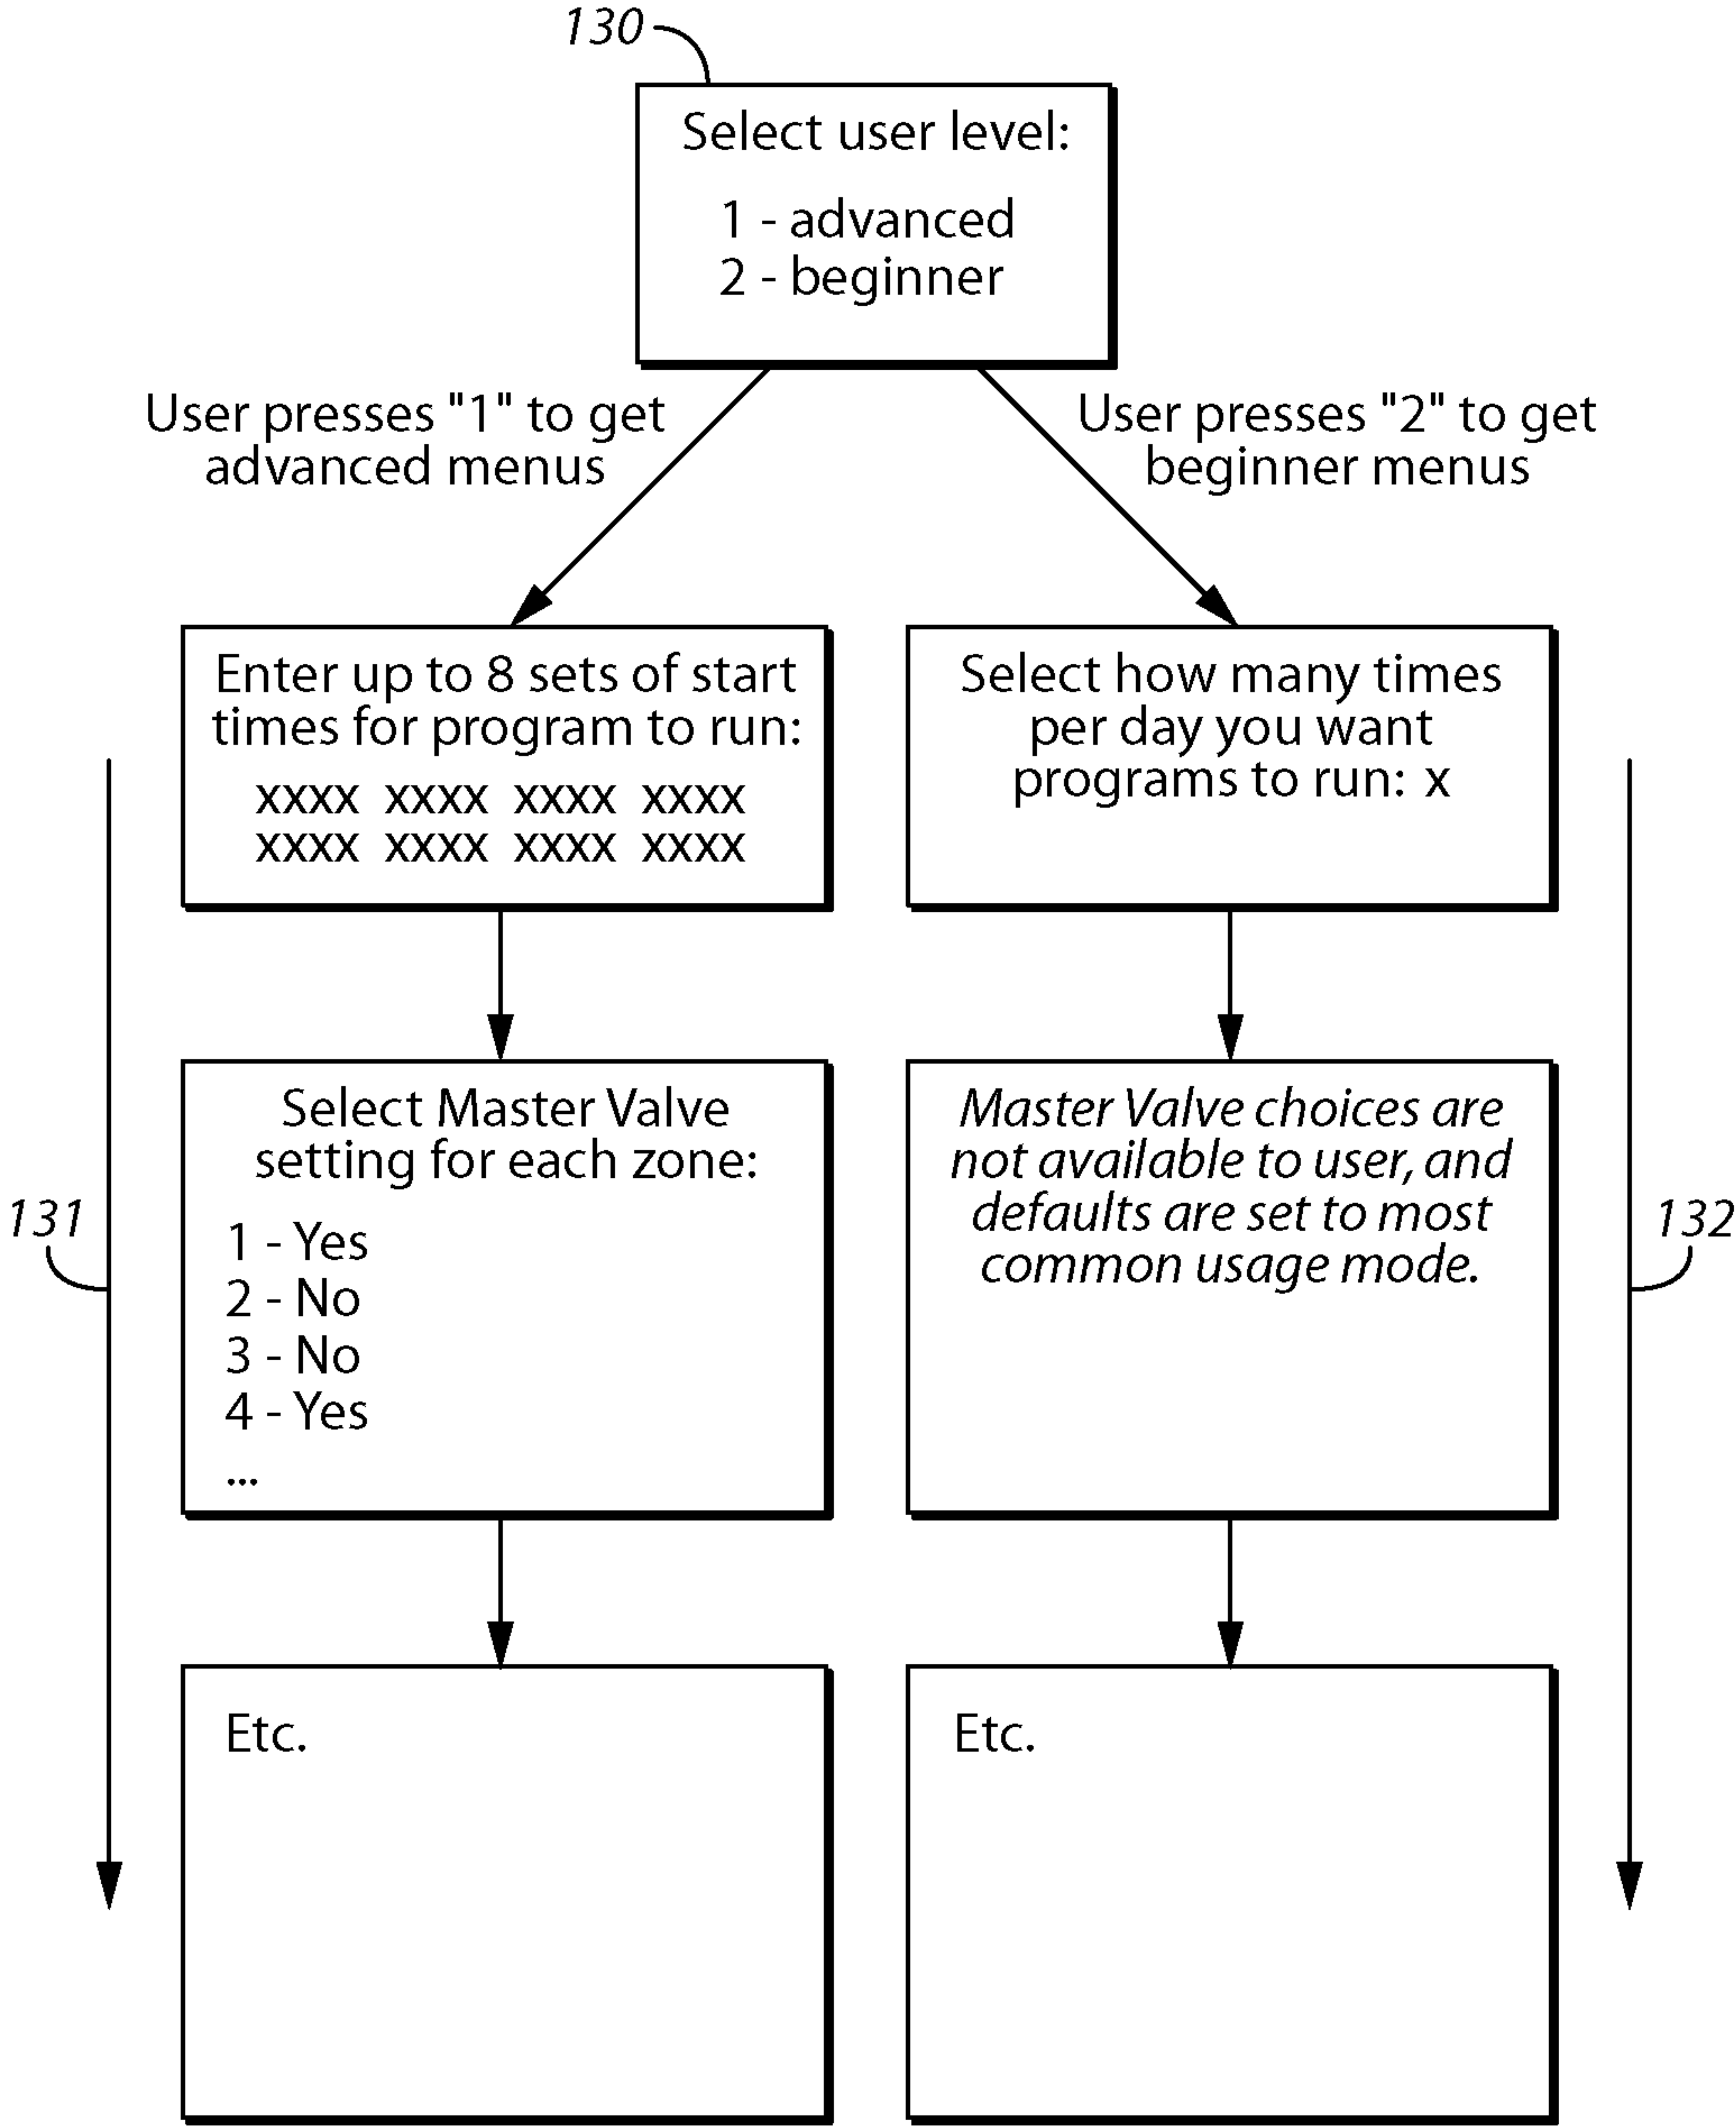 130
Select user level:
1 - advanced
2 - beginner
User presses "1" to get
advanced menus
User presses "2" to get
beginner menus
Enter up to 8 sets of start
times for program to run:
xxxx xxxx xxxx xxxx
xxxx xxxx xxxx xxxx
Select how many times
per day you want
programs to run: x
Select Master Valve
setting for each zone:
1 - Yes
2 - No
3 - No
4 - Yes
...
Master Valve choices are
not available to user, and
defaults are set to most
common usage mode.
131
132
Etc.
Etc.